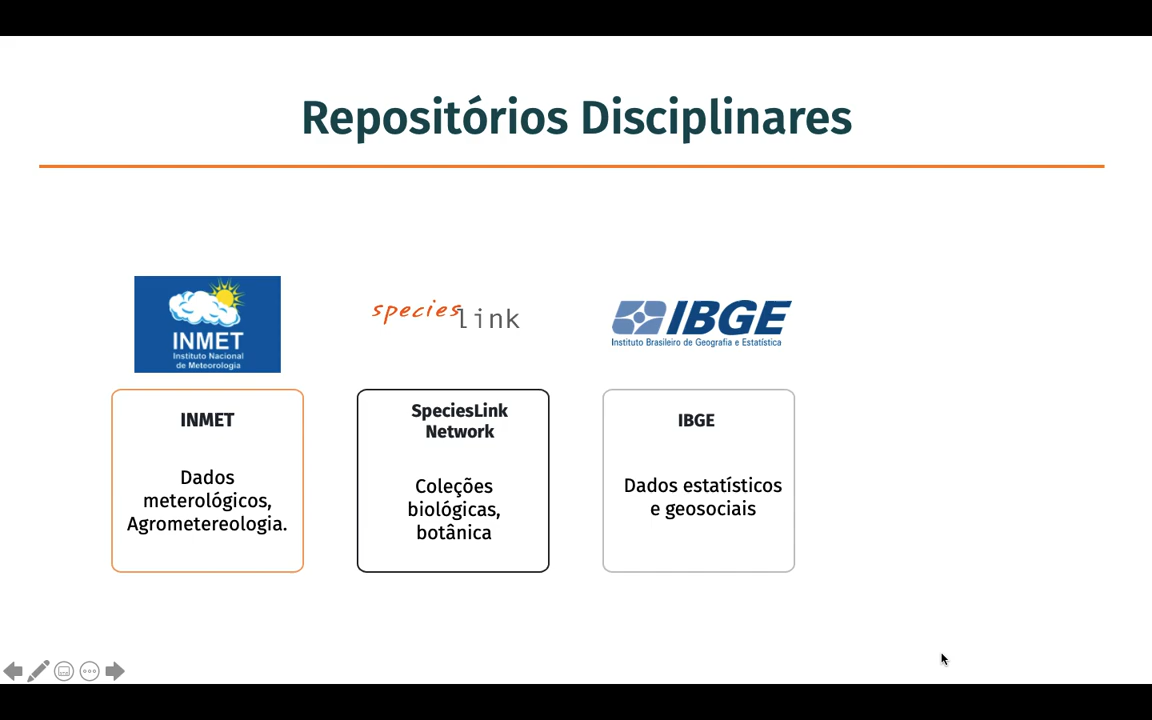 Repositórios Disciplinares
INMET
Instituto Nacional
de Meteorologia
species
link
IBGE
Instituto Brasileiro de Geografia e Estatística
INMET
Dados
meterológicos,
Agrometereologia.
SpeciesLink
Network
Coleções
biológicas,
botânica
IBGE
Dados estatísticos
e geosociais